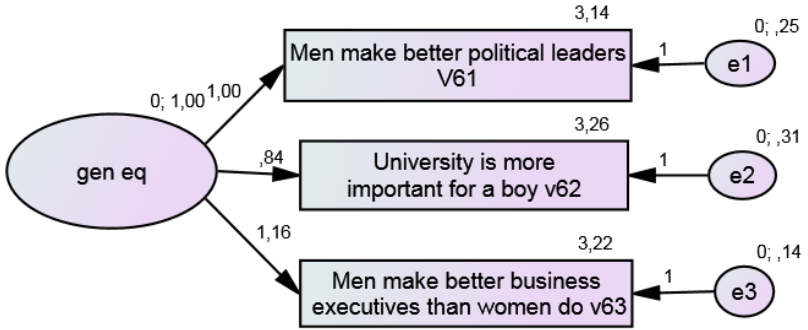 3,14
0; ,25
Men make better political leaders
V61
1
e1
0; 1,00
1,00
3,26
0; ,31
gen eq
,84
University is more
important for a boy v62
1
e2
1,16
3,22
0; ,14
Men make better business
executives than women do v63
1
e3